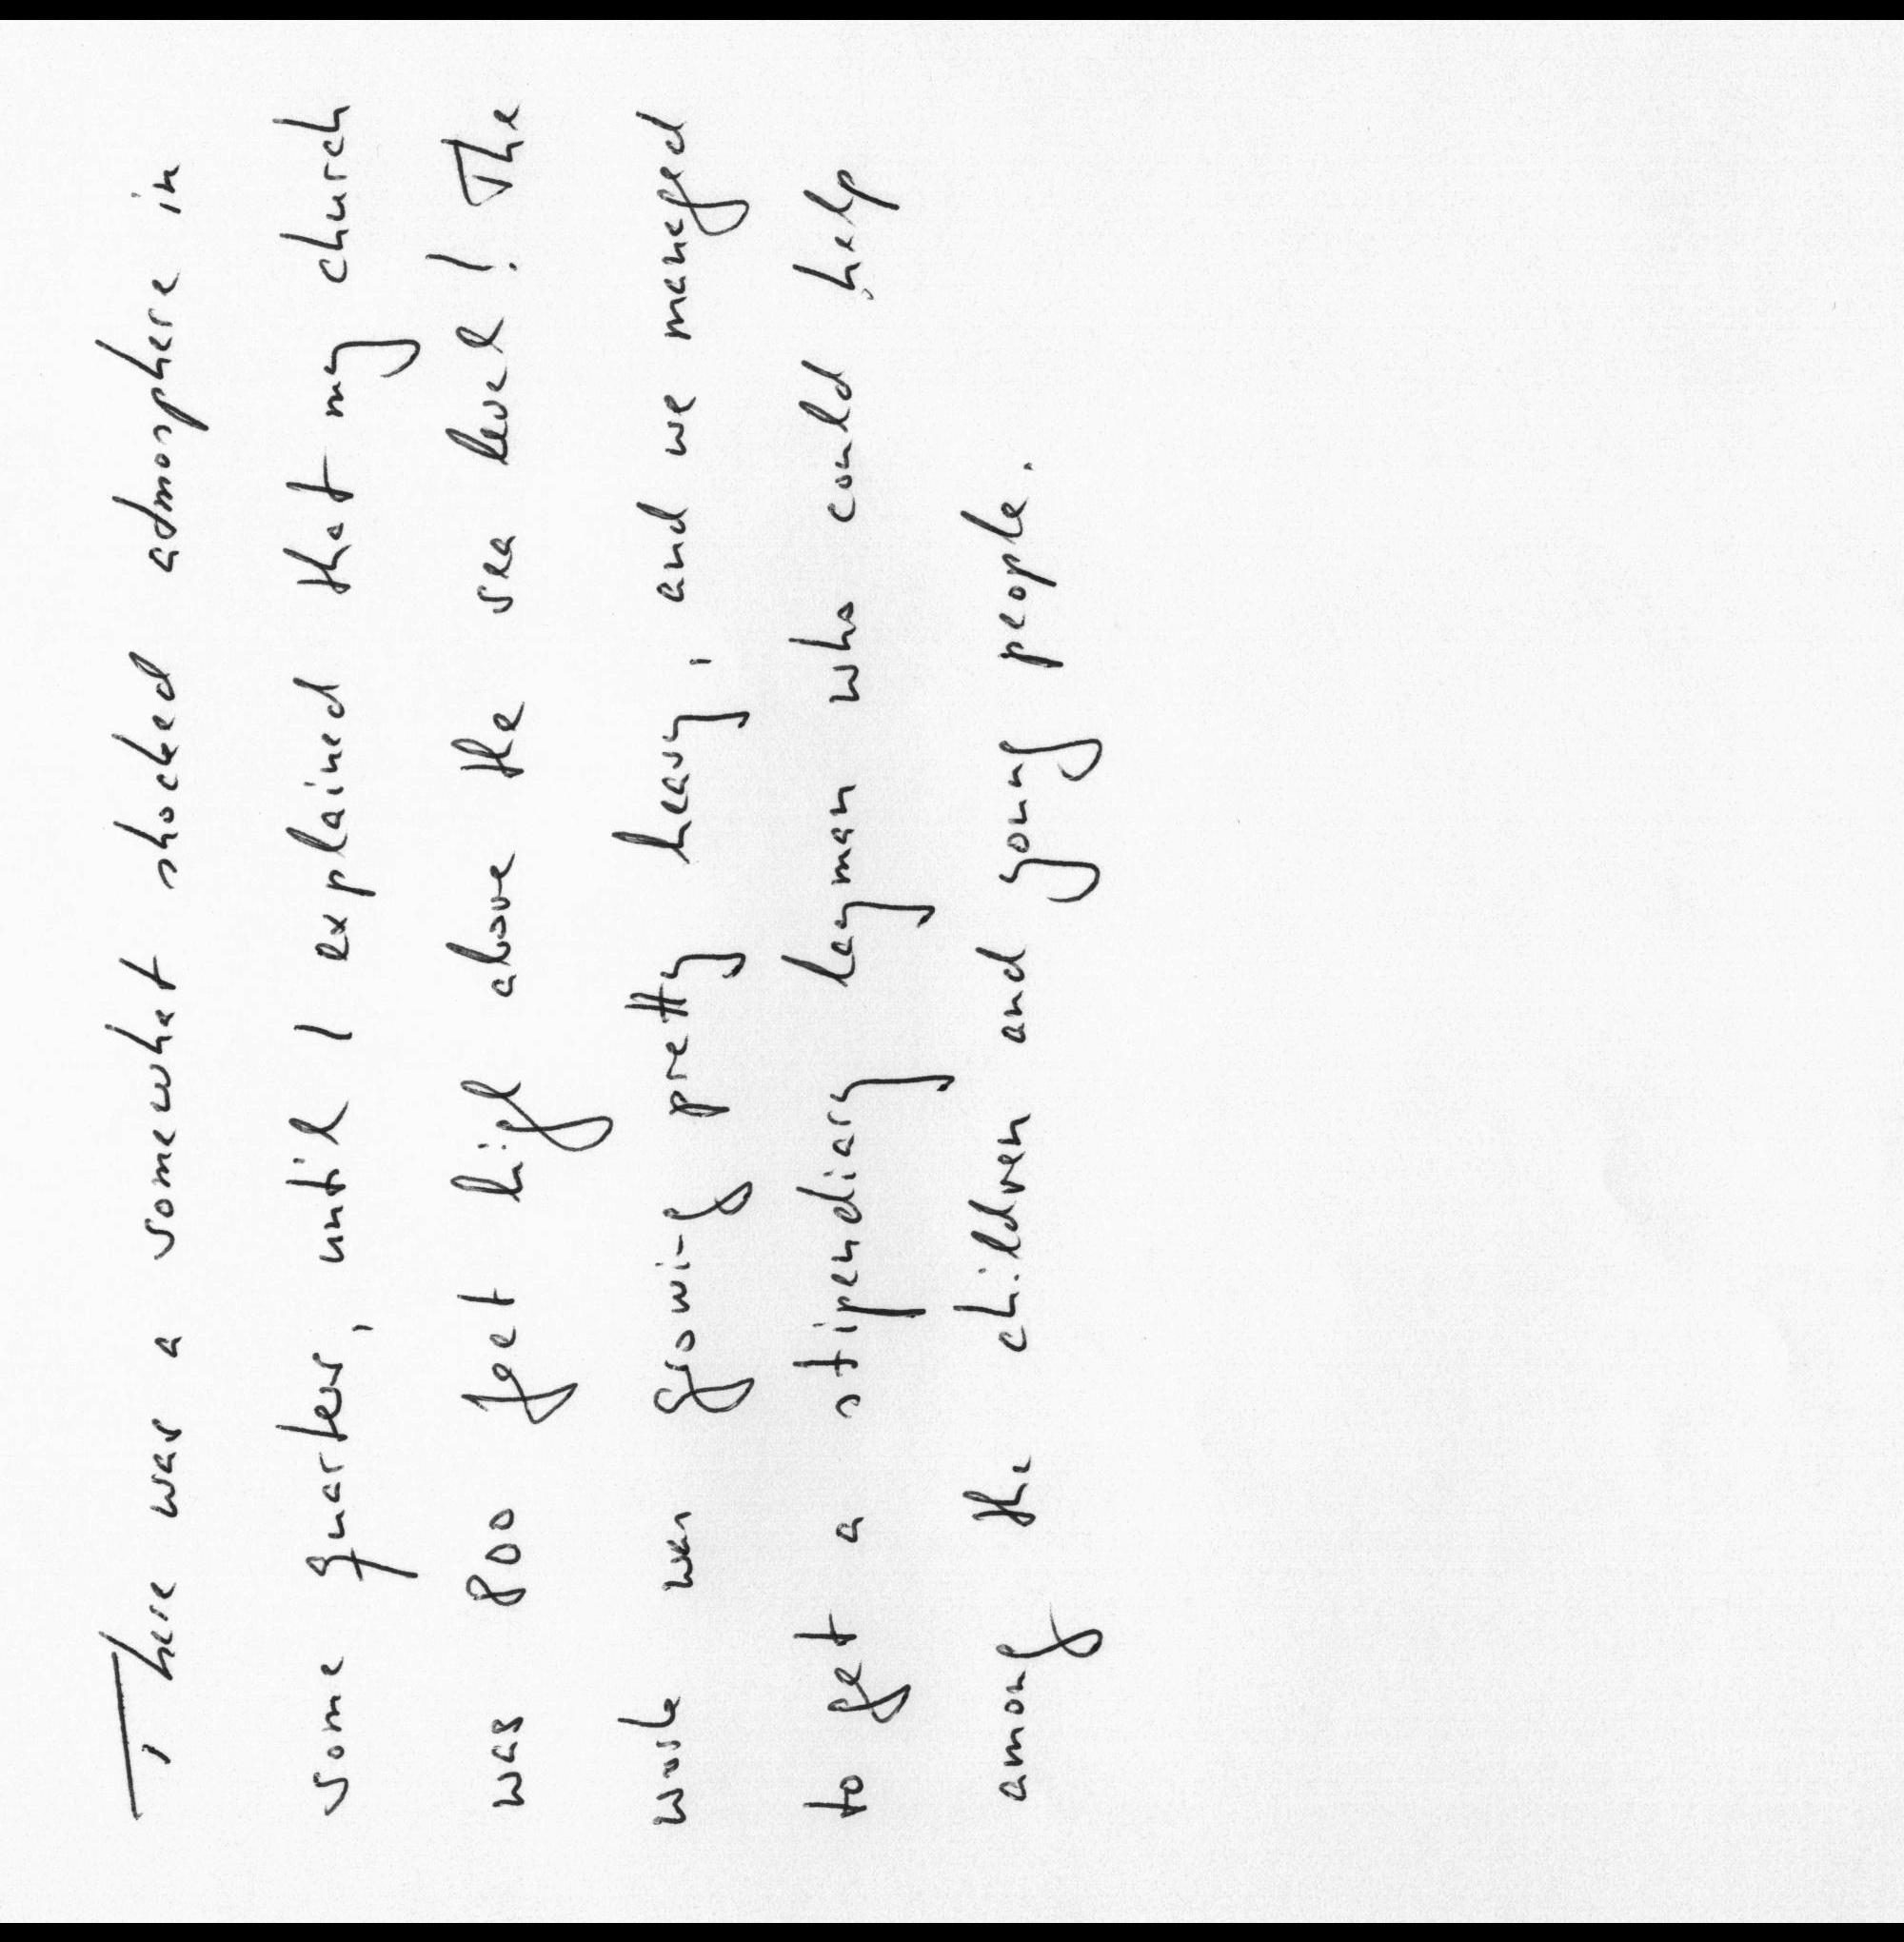 There was a somewhat shocked admosphere in
some quarters, until I explained that my church
was 800 feet high above the sea level! The
work was growing pretty heavy, and we managed
to get a stipendiary layman who could help
among the children and young people.